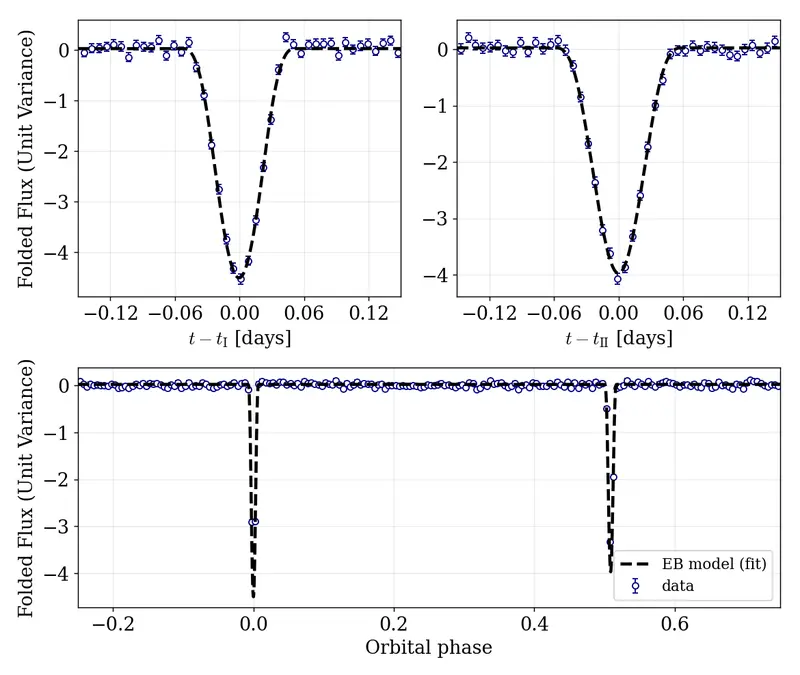 Folded Flux (Unit Variance)
0
−1
−2
−3
−4
−0.12 −0.06 0.00 0.06 0.12
t − tI [days]
0
−1
−2
−3
−4
−0.12 −0.06 0.00 0.06 0.12
t − tII [days]
Folded Flux (Unit Variance)
0
−1
−2
−3
−4
EB model (fit)
data
−0.2 0.0 0.2 0.4 0.6
Orbital phase